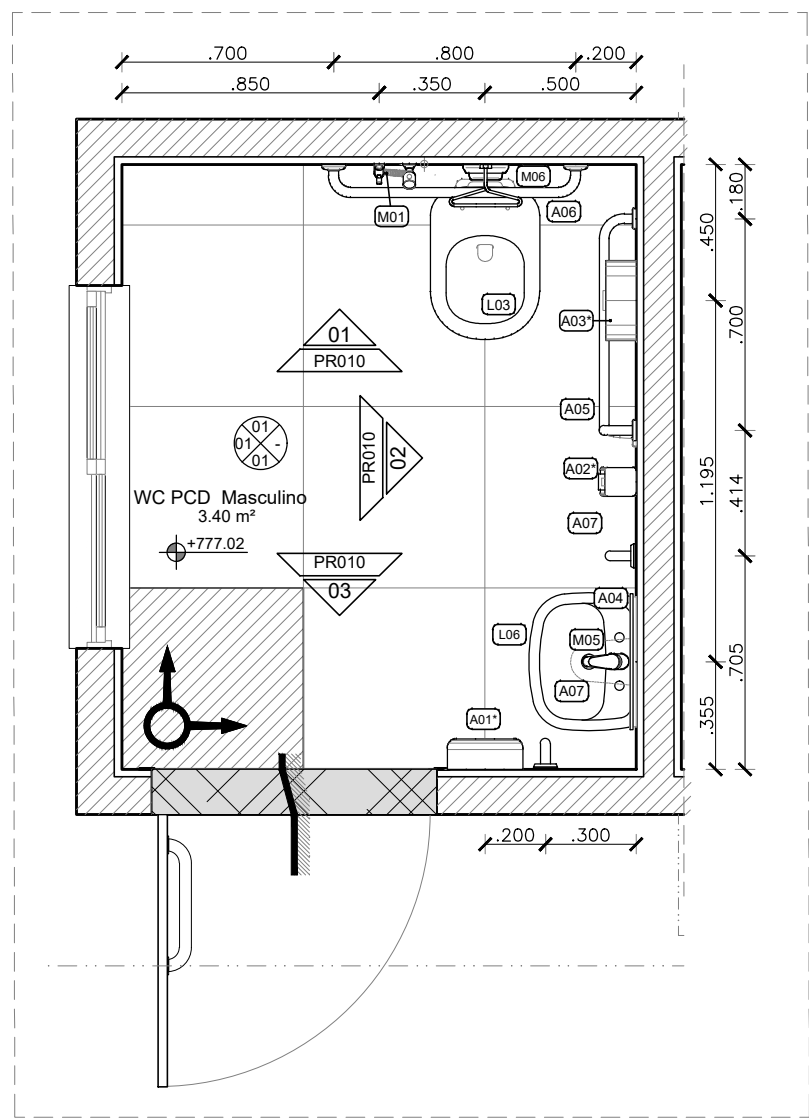 .700 .800 .200
.850 .350 .500
M06
M01
A06
.180
.450
L03
01
PR010
A03*
.700
A05
01
01 -
01
PR010
02
A02*
WC PCD Masculino
3.40 m²
1.195
.414
A07
+777.02
PR010
03
A04
L06
M05
A07
.705
.355
A01*
.200 .300